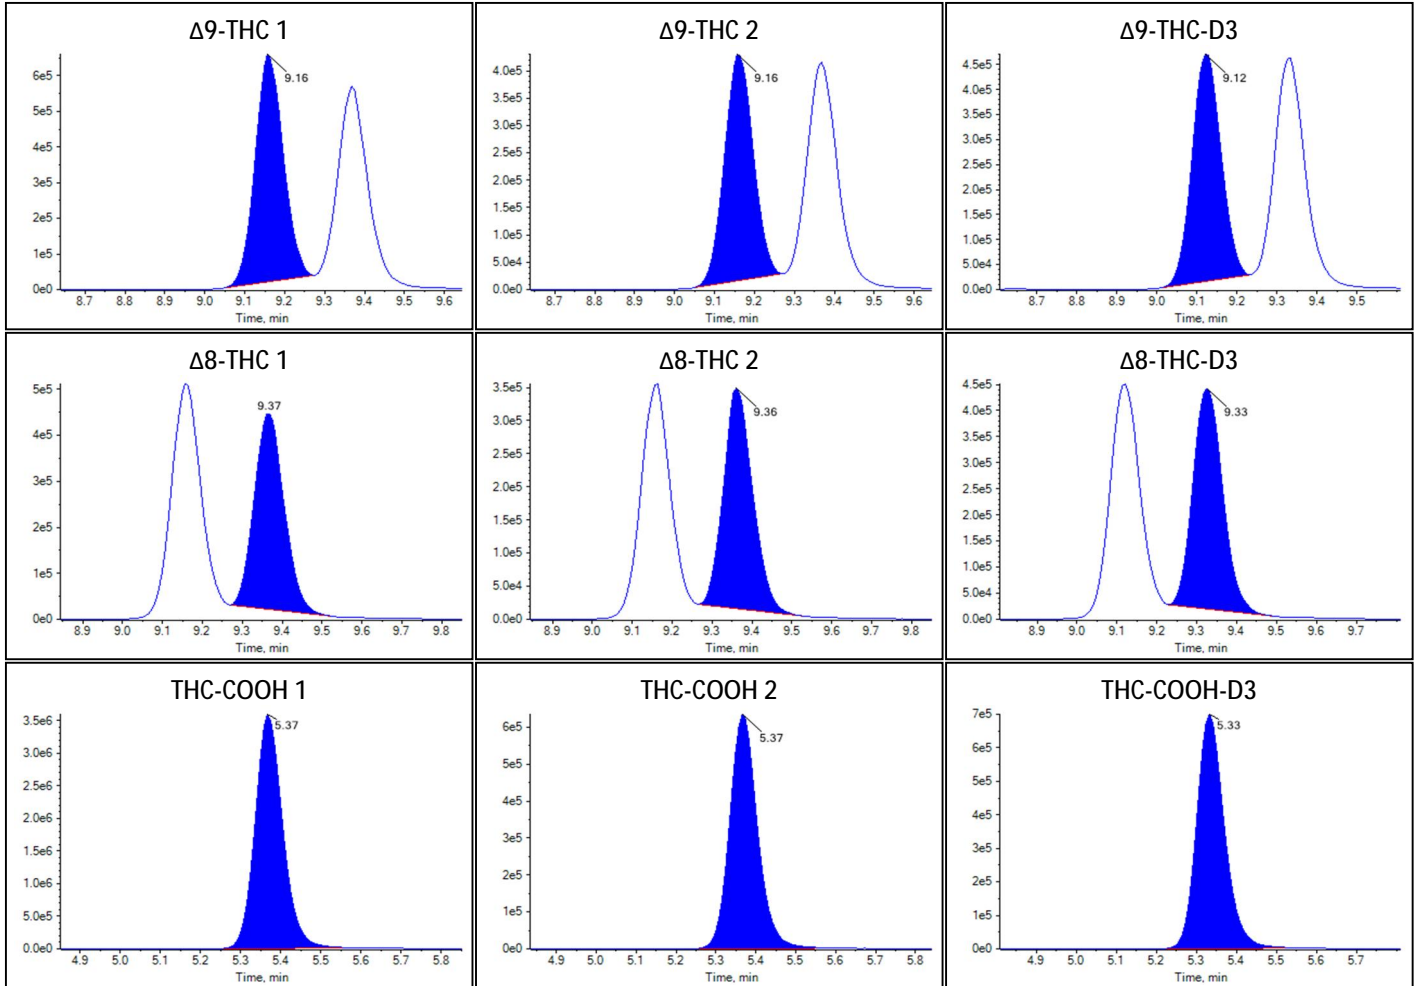 Δ9-THC 1
6e5
5e5
4e5
3e5
2e5
1e5
0e0
9.16
8.7 8.8 8.9 9.0 9.1 9.2 9.3 9.4 9.5 9.6
Time, min
Δ9-THC 2
4.0e5
3.5e5
3.0e5
2.5e5
2.0e5
1.5e5
1.0e5
5.0e4
0.0e0
9.16
8.7 8.8 8.9 9.0 9.1 9.2 9.3 9.4 9.5 9.6
Time, min
Δ9-THC-D3
4.5e5
4.0e5
3.5e5
3.0e5
2.5e5
2.0e5
1.5e5
1.0e5
5.0e4
0.0e0
9.12
8.7 8.8 8.9 9.0 9.1 9.2 9.3 9.4 9.5
Time, min
Δ8-THC 1
5e5
4e5
3e5
2e5
1e5
0e0
9.37
8.9 9.0 9.1 9.2 9.3 9.4 9.5 9.6 9.7 9.8
Time, min
Δ8-THC 2
3.5e5
3.0e5
2.5e5
2.0e5
1.5e5
1.0e5
5.0e4
0.0e0
9.36
8.9 9.0 9.1 9.2 9.3 9.4 9.5 9.6 9.7 9.8
Time, min
Δ8-THC-D3
4.5e5
4.0e5
3.5e5
3.0e5
2.5e5
2.0e5
1.5e5
1.0e5
5.0e4
0.0e0
9.33
8.9 9.0 9.1 9.2 9.3 9.4 9.5 9.6 9.7
Time, min
THC-COOH 1
3.5e6
3.0e6
2.5e6
2.0e6
1.5e6
1.0e6
5.0e5
0.0e0
5.37
4.9 5.0 5.1 5.2 5.3 5.4 5.5 5.6 5.7 5.8
Time, min
THC-COOH 2
6e5
5e5
4e5
3e5
2e5
1e5
0e0
5.37
4.9 5.0 5.1 5.2 5.3 5.4 5.5 5.6 5.7 5.8
Time, min
THC-COOH-D3
7e5
6e5
5e5
4e5
3e5
2e5
1e5
0e0
5.33
4.9 5.0 5.1 5.2 5.3 5.4 5.5 5.6 5.7
Time, min